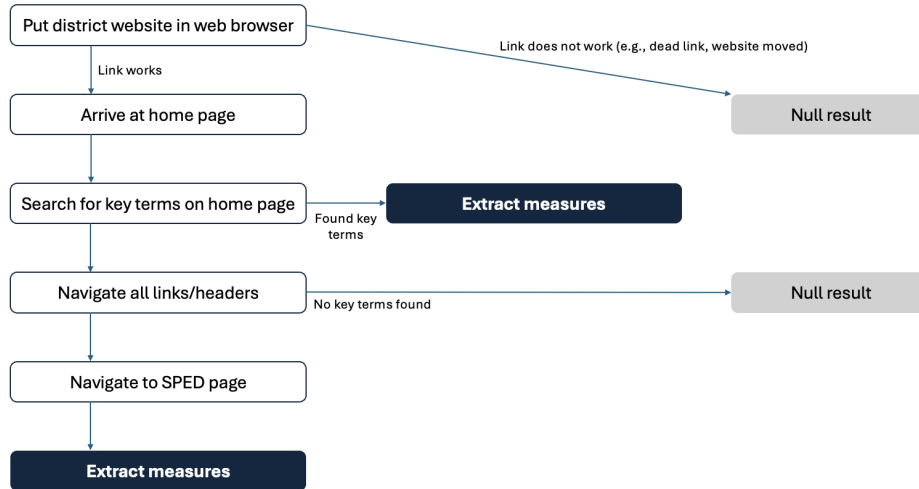 Put district website in web browser
Link does not work (e.g., dead link, website moved)
Link works
Arrive at home page
Null result
Search for key terms on home page
Extract measures
Found key
terms
Navigate all links/headers
Null result
No key terms found
Navigate to SPED page
Extract measures